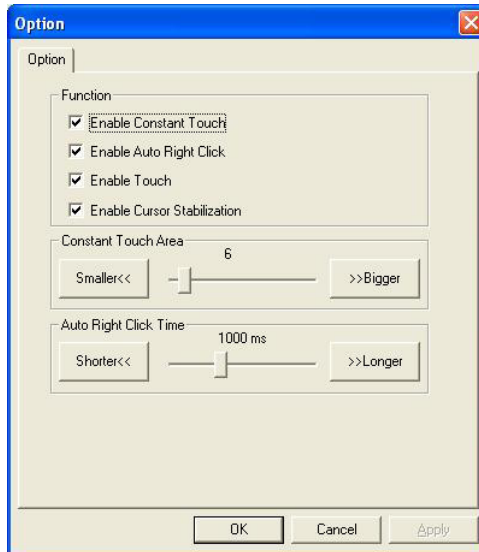 Option
Option
Function
Enable Constant Touch
Enable Auto Right Click
Enable Touch
Enable Cursor Stabilization
Constant Touch Area
6
Smaller<<
>>Bigger
Auto Right Click Time
1000 ms
Shorter<<
>>Longer
OK Cancel Apply